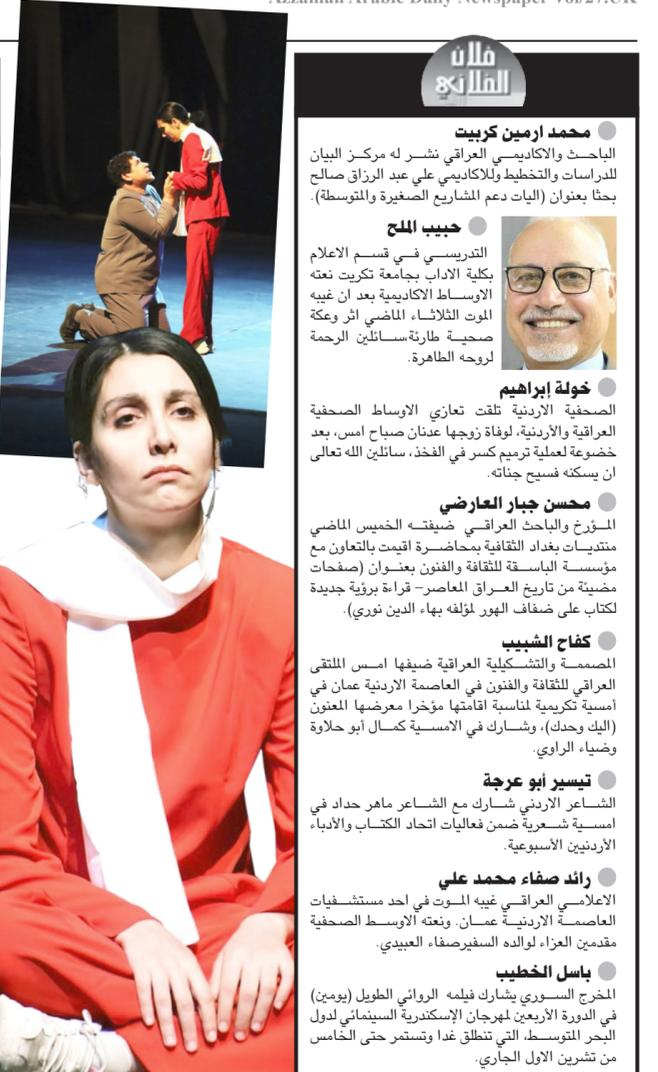 Azzaman Arabic Daily Newspaper Vol/27.UK
فلان
الفلاني
محمد ارمين كربيت
الباحث والاكاديمي العراقي نشر له مركز البيان
للدراسات والتخطيط وللاكاديمي علي عبد الرزاق صالح
بحثا بعنوان (اليات دعم المشاريع الصغيرة والمتوسطة).
حبيب الملح
التدريسي في قسم الاعلام
بكلية الاداب بجامعة تكريت نعته
الاوساط الاكاديمية بعد ان غيبه
الموت الثلاثاء الماضي اثر وعكة
صحية طارئة،سائلين الرحمة
لروحه الطاهرة.
خولة إبراهيم
الصحفية الاردنية تلقت تعازي الاوساط الصحفية
العراقية والأردنية، لوفاة زوجها عدنان صباح امس، بعد
خضوعة لعملية ترميم كسر في الفخذ، سائلين الله تعالى
ان يسكنه فسيح جناته.
محسن جبار العارضي
المؤرخ والباحث العراقي ضيفته الخميس الماضي
منتديات بغداد الثقافية بمحاضرة اقيمت بالتعاون مع
مؤسسة الباسقة للثقافة والفنون بعنوان (صفحات
مضيئة من تاريخ العراق المعاصر– قراءة برؤية جديدة
لكتاب على ضفاف الهور لمؤلفه بهاء الدين نوري).
كفاح الشبيب
المصممة والتشكيلية العراقية ضيفها امس الملتقى
العراقي للثقافة والفنون في العاصمة الاردنية عمان في
أمسية تكريمية لمناسبة اقامتها مؤخرا معرضها المعنون
(اليك وحدك)، وشارك في الامسية كمال أبو حلاوة
وضياء الراوي.
تيسير أبو عرجة
الشاعر الاردني شارك مع الشاعر ماهر حداد في
امسية شعرية ضمن فعاليات اتحاد الكتاب والأدباء
الأردنيين الأسبوعية.
رائد صفاء محمد علي
الاعلامي العراقي غيبه الموت في احد مستشفيات
العاصمة الاردنية عمان. ونعته الاوسط الصحفية
مقدمين العزاء لوالده السفيرصفاء العبيدي.
باسل الخطيب
المخرج السوري يشارك فيلمه الروائي الطويل (يومين)
في الدورة الأربعين لمهرجان الإسكندرية السينمائي لدول
البحر المتوسط، التي تنطلق غدا وتستمر حتى الخامس
من تشرين الاول الجاري.